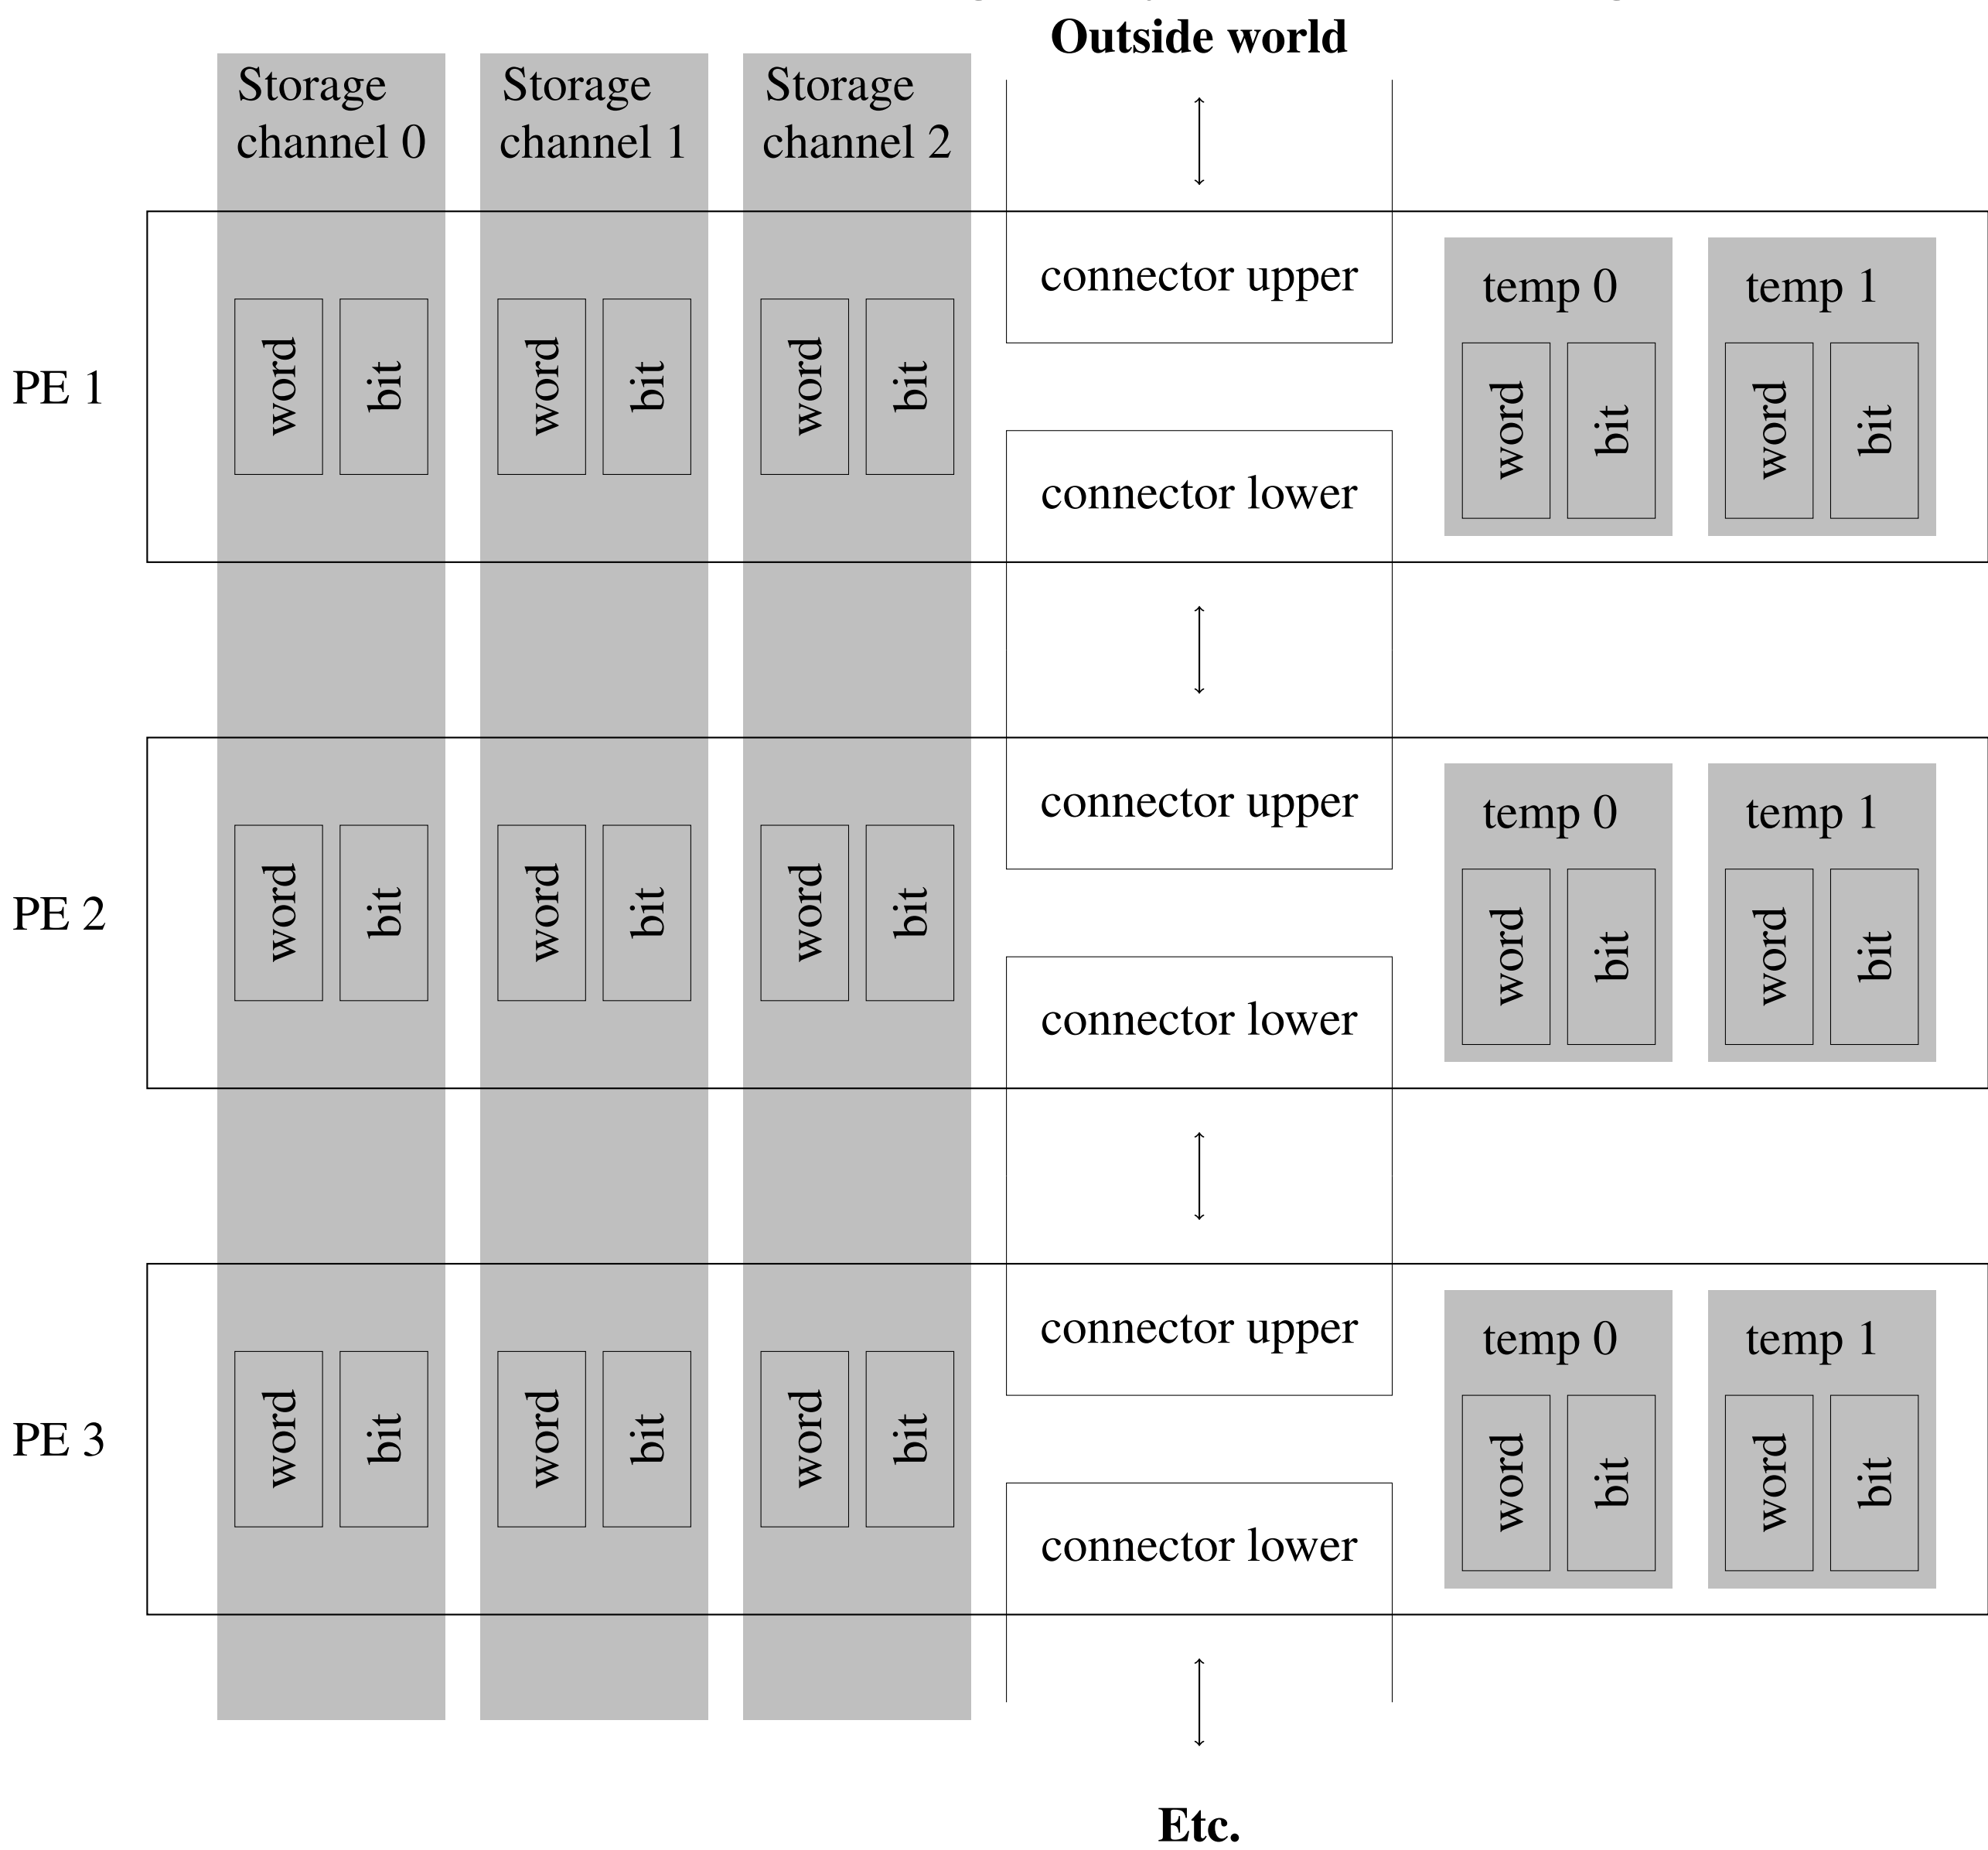 Outside world
Storage
channel 0
Storage
channel 1
Storage
channel 2
PE 1
word
bit
word
bit
word
bit
connector upper
connector lower
temp 0
word
bit
temp 1
word
bit
PE 2
word
bit
word
bit
word
bit
connector upper
connector lower
temp 0
word
bit
temp 1
word
bit
PE 3
word
bit
word
bit
word
bit
connector upper
connector lower
temp 0
word
bit
temp 1
word
bit
Etc.